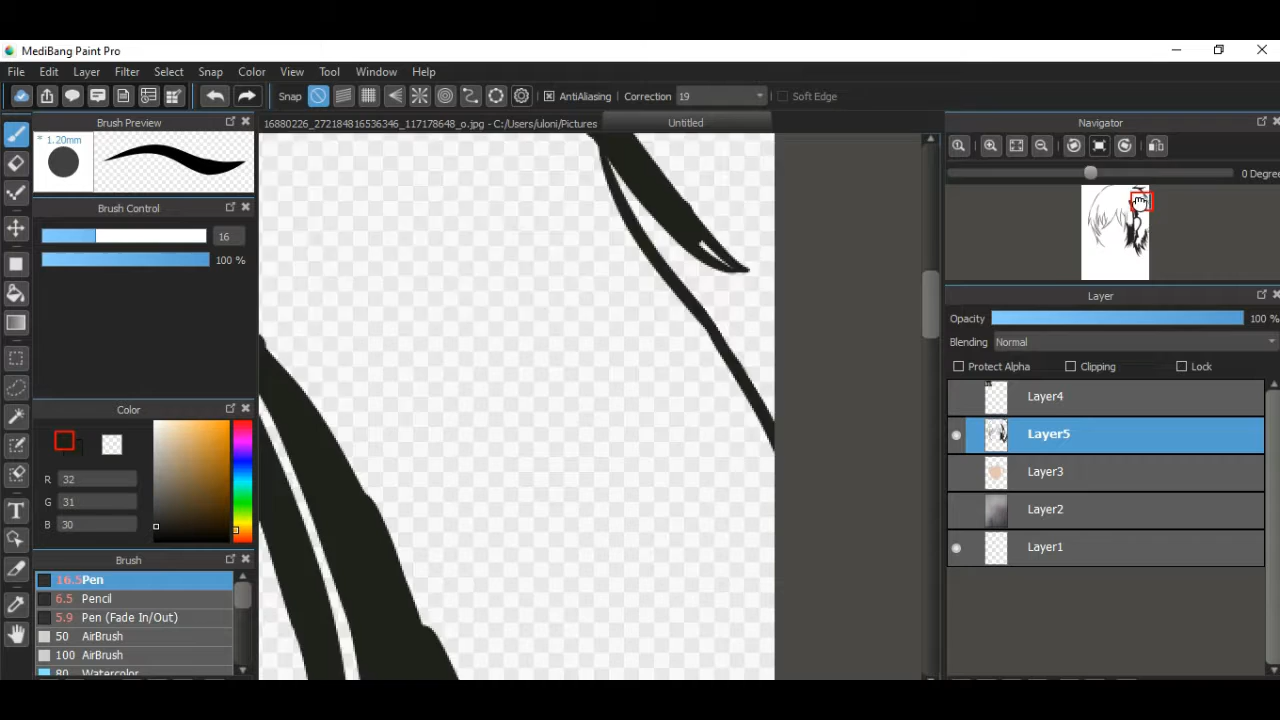 MediBang Paint Pro
File Edit Layer Filter Select Snap Color View Tool Window Help
Snap AntiAliasing Correction 19 Soft Edge
Brush Preview
16880226_272184816536346_117178648_o.jpg - C:/Users/uloni/Pictures Untitled
Navigator
= 1.20mm
0 Degree
Brush Control
16
100 %
Layer
Opacity 100 %
Blending Normal
Protect Alpha Clipping Lock
Layer4
Color
Layer5
R 32
Layer3
G 31
Layer2
B 30
Layer1
Brush
16.5 Pen
6.5 Pencil
5.9 Pen (Fade In/Out)
50 AirBrush
100 AirBrush
80 Watercolor